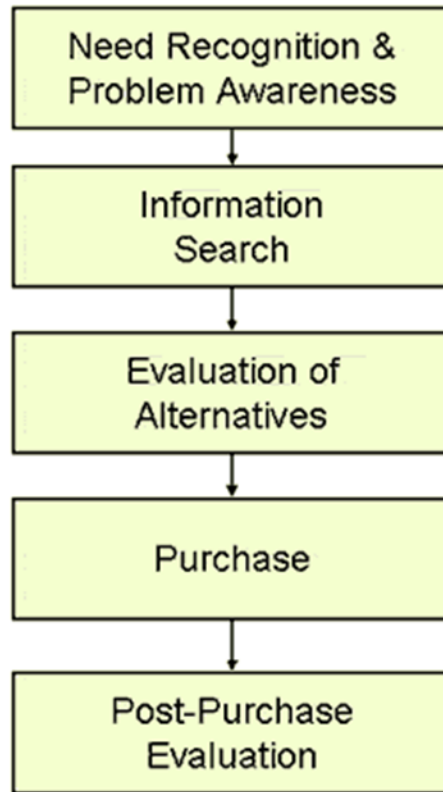 Need Recognition &
Problem Awareness
Information
Search
Evaluation of
Alternatives
Purchase
Post-Purchase
Evaluation